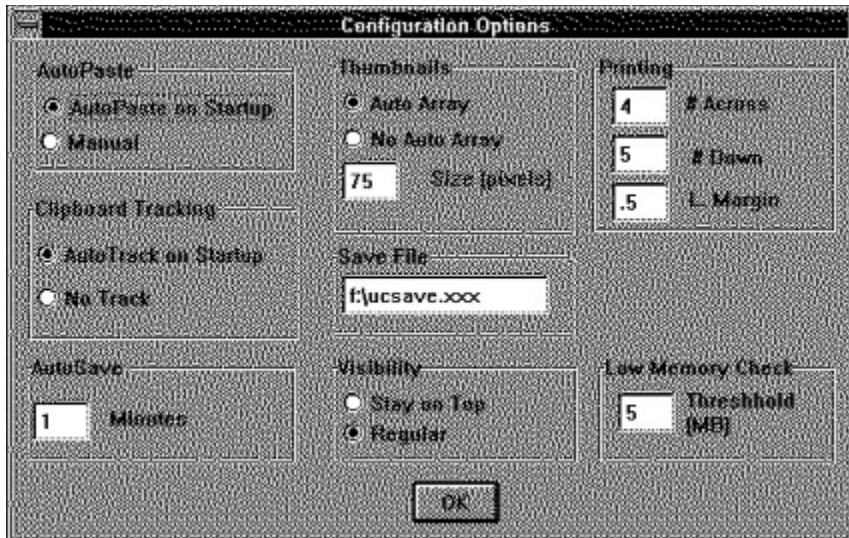 Configuration Options
AutoPaste
AutoPaste on Startup
Manual
Clipboard Tracking
AutoTrack on Startup
No Track
AutoSave
1 Minutes
Thumbnails
Auto Array
No Auto Array
75 Size (pixels)
Save File
f:\ucsave.xxx
Visibility
Stay on Top
Regular
Printing
4 # Across
5 # Down
.5 L. Margin
Low Memory Check
5 Threshhold
(MB)
OK